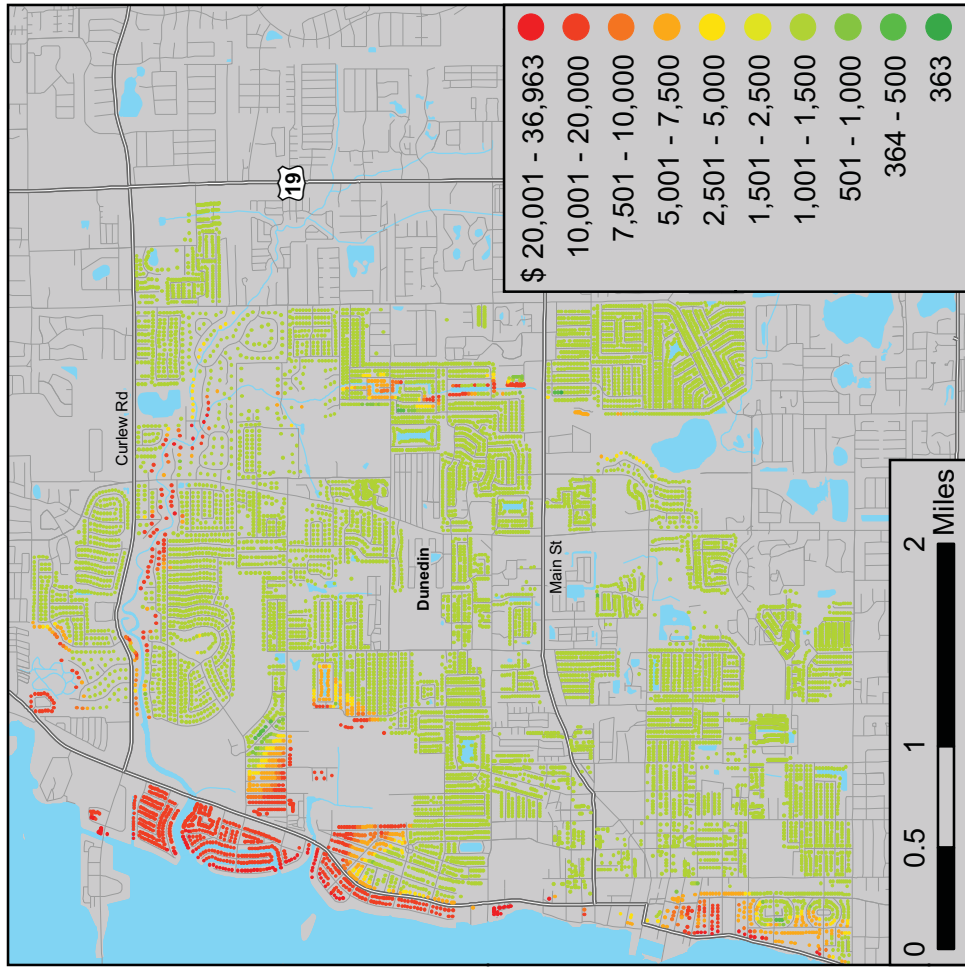 Curlew Rd
19
Dunedin
Main St
$ 20,001 - 36,963
10,001 - 20,000
7,501 - 10,000
5,001 - 7,500
2,501 - 5,000
1,501 - 2,500
1,001 - 1,500
501 - 1,000
364 - 500
363
0 0.5 1 2
Miles